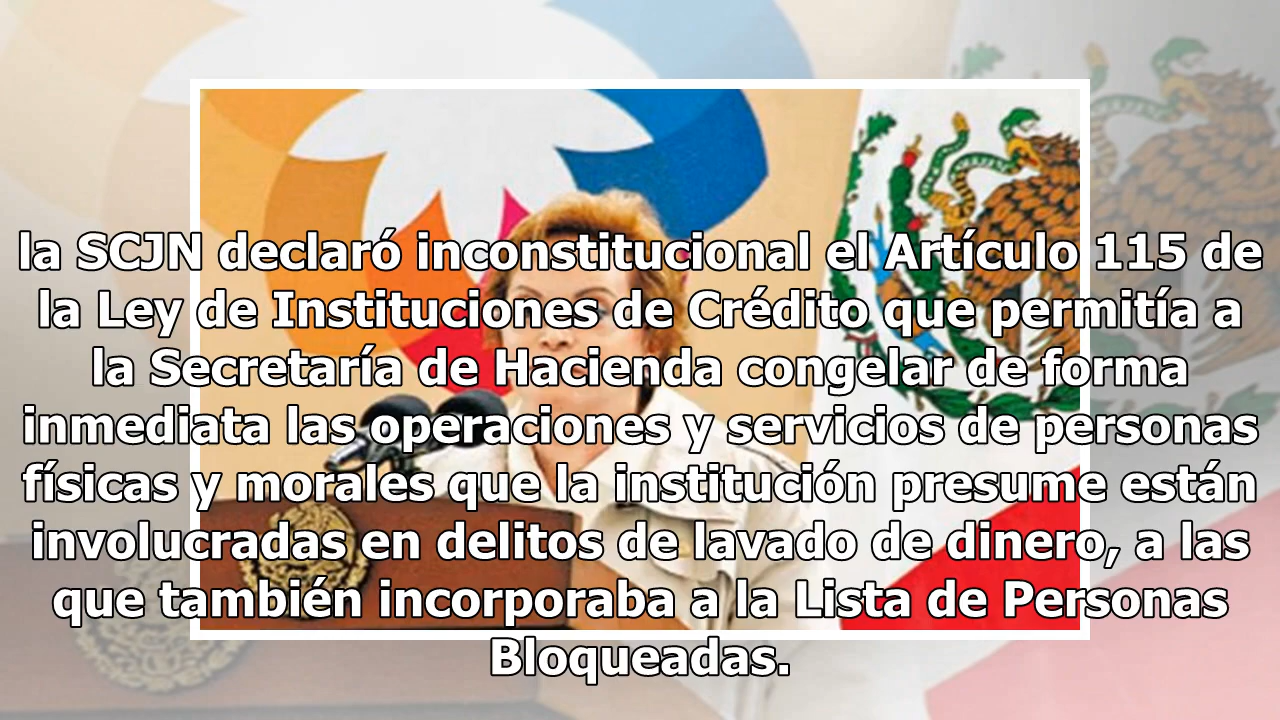 la SCJN declaró inconstitucional el Artículo 115 de
la Ley de Instituciones de Crédito que permitía a
la Secretaría de Hacienda congelar de forma
inmediata las operaciones y servicios de personas
físicas y morales que la institución presume están
involucradas en delitos de lavado de dinero, a las
que también incorporaba a la Lista de Personas
Bloqueadas.